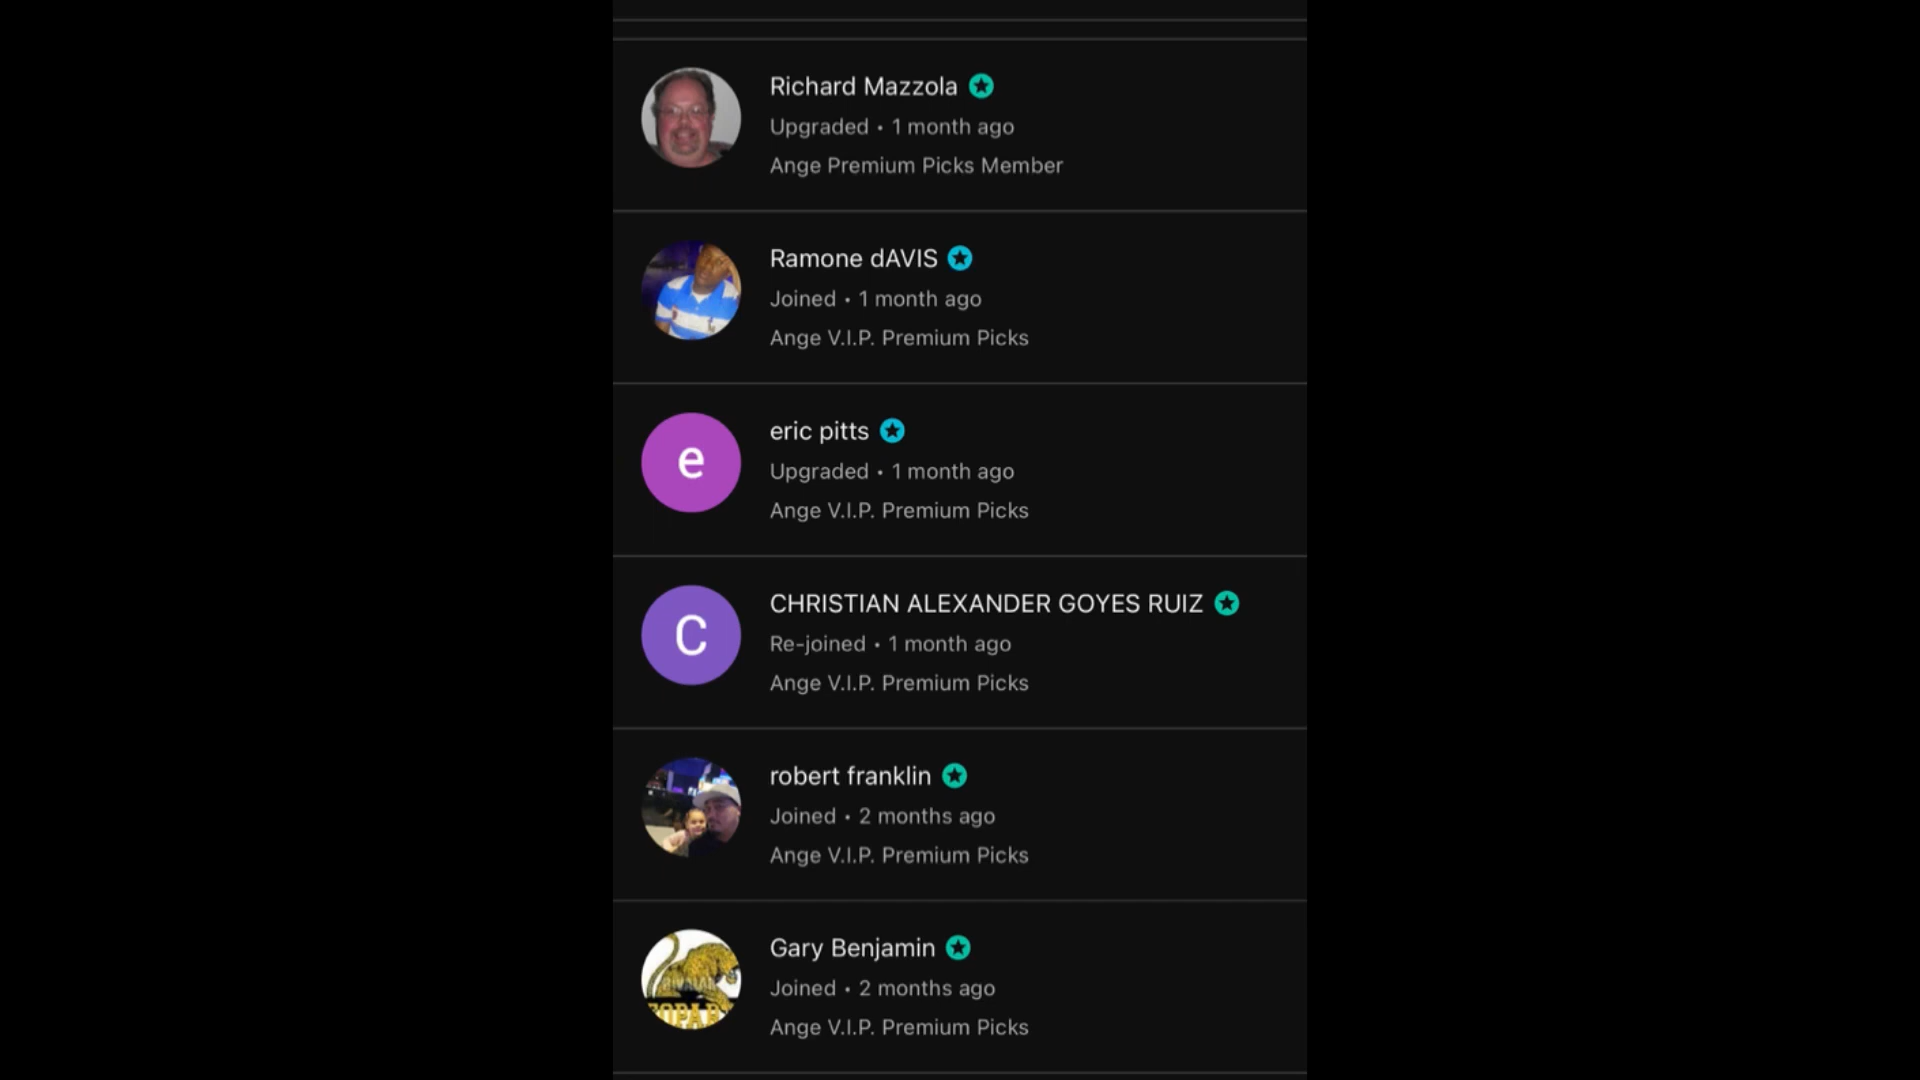 Richard Mazzola
Upgraded • 1 month ago
Ange Premium Picks Member
Ramone dAVIS
Joined • 1 month ago
Ange V.I.P. Premium Picks
e
eric pitts
Upgraded • 1 month ago
Ange V.I.P. Premium Picks
C
CHRISTIAN ALEXANDER GOYES RUIZ
Re-joined • 1 month ago
Ange V.I.P. Premium Picks
robert franklin
Joined • 2 months ago
Ange V.I.P. Premium Picks
Gary Benjamin
Joined • 2 months ago
Ange V.I.P. Premium Picks